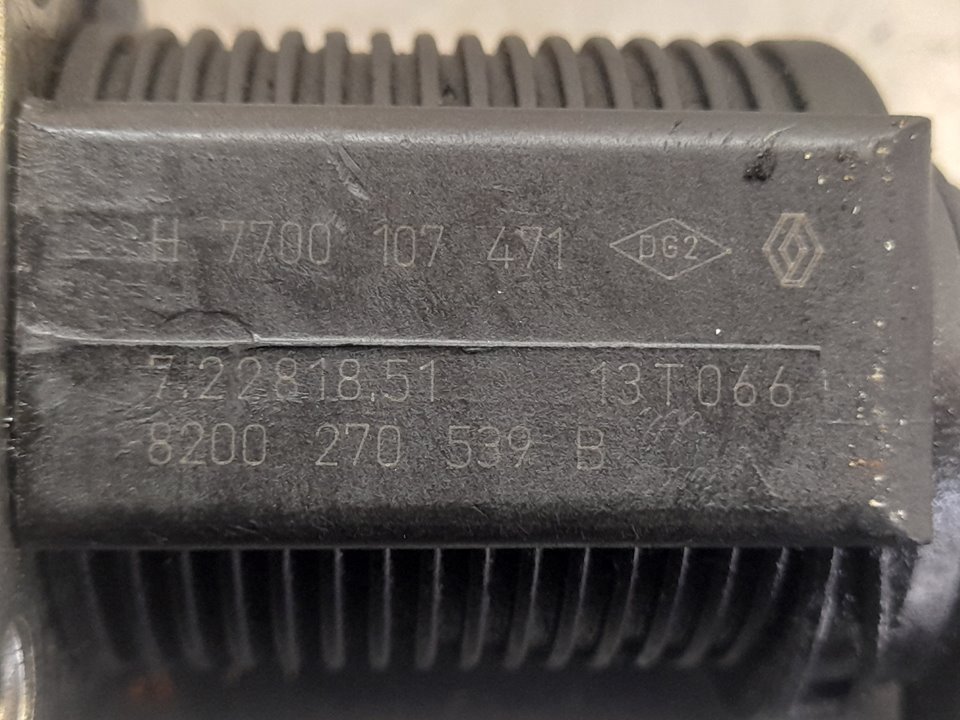 H 7700 107 471 DG2
7.22818.51 13T066
8200 270 539 B